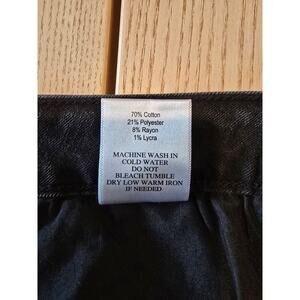 70% Cotton
21% Polyester
8% Rayon
1% Lycra
MACHINE WASH IN
COLD WATER
DO NOT
BLEACH TUMBLE
DRY LOW WARM IRON
IF NEEDED